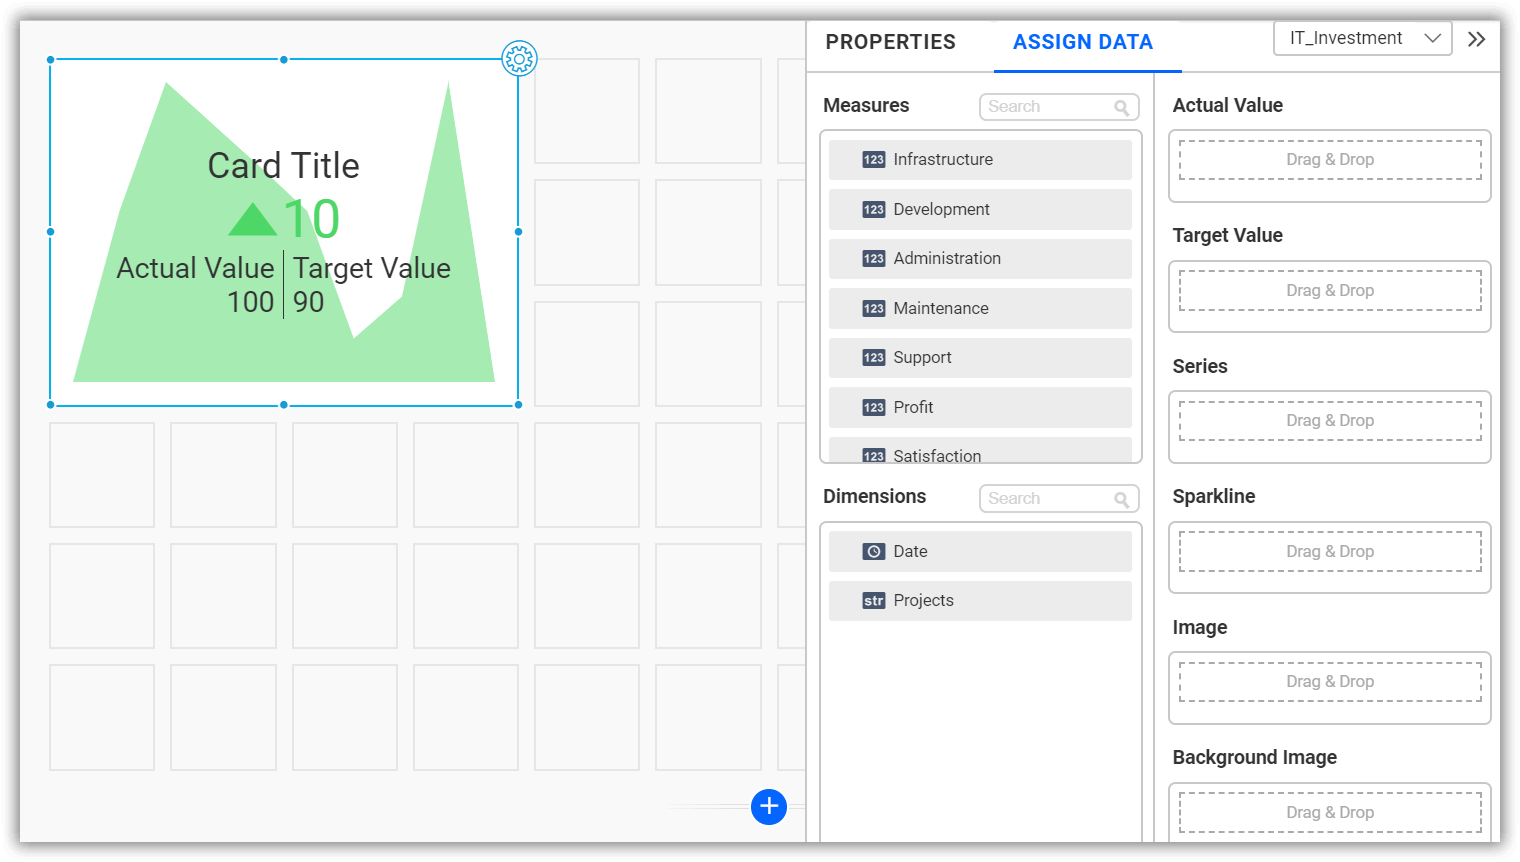 PROPERTIES
ASSIGN DATA
IT_Investment
Card Title
10
Actual Value
Target Value
100
90
Measures
Search
123 Infrastructure
123 Development
123 Administration
123 Maintenance
123 Support
123 Profit
123 Satisfaction
Dimensions
Search
Date
str Projects
Actual Value
Drag & Drop
Target Value
Drag & Drop
Series
Drag & Drop
Sparkline
Drag & Drop
Image
Drag & Drop
Background Image
Drag & Drop